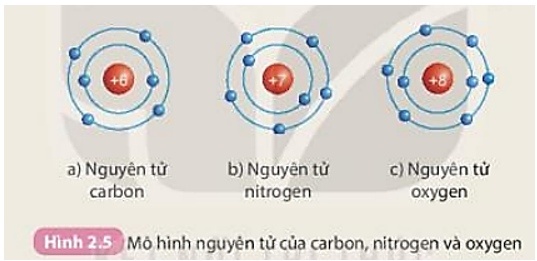 +6
+7
+8
a) Nguyên tử
carbon
b) Nguyên tử
nitrogen
c) Nguyên tử
oxygen
Hình 2.5 Mô hình nguyên tử của carbon, nitrogen và oxygen